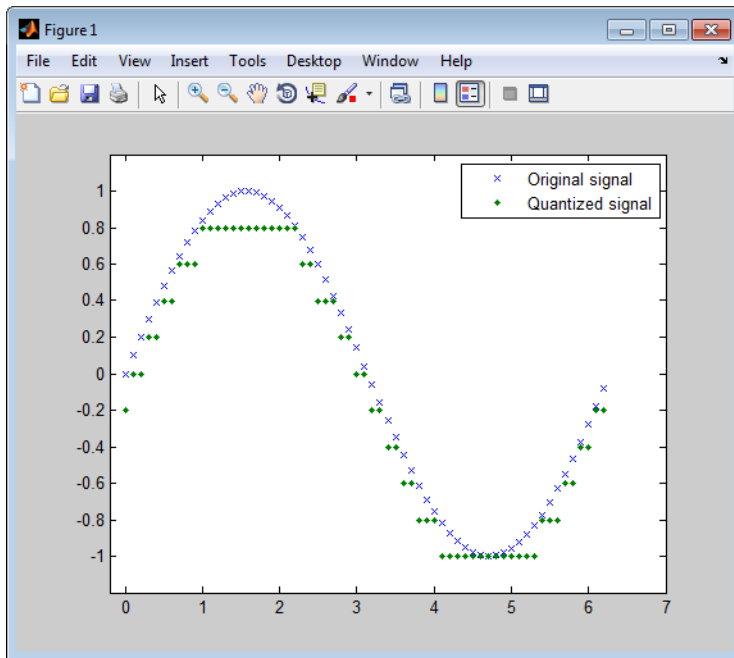 Figure 1
File Edit View Insert Tools Desktop Window Help
Original signal
Quantized signal
1
0.8
0.6
0.4
0.2
0
-0.2
-0.4
-0.6
-0.8
-1
0 1 2 3 4 5 6 7